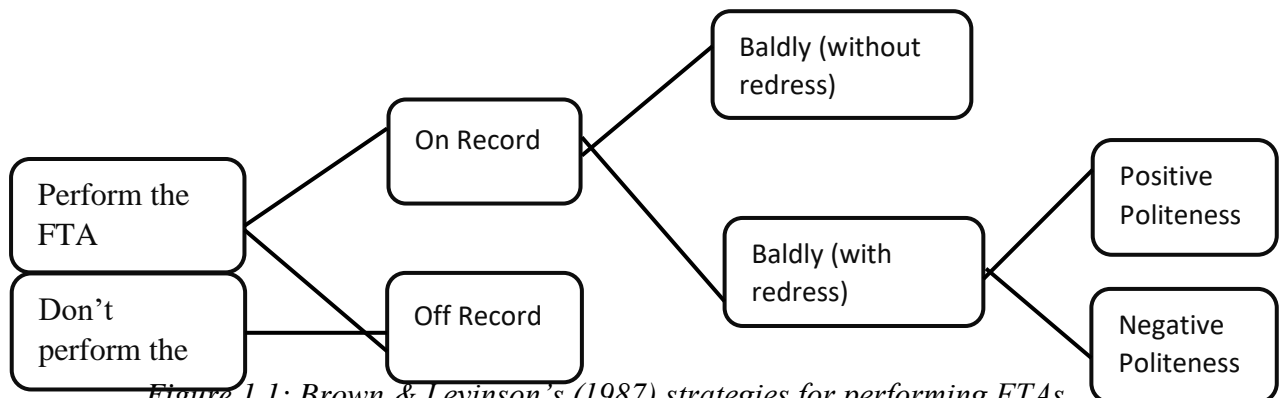 Baldly (without
redress)
On Record
Perform the
FTA
Positive
Politeness
Baldly (with
redress)
Don’t
perform the
Off Record
Negative
Politeness
Figure 1.1: Brown & Levinson’s (1987) strategies for performing FTAs